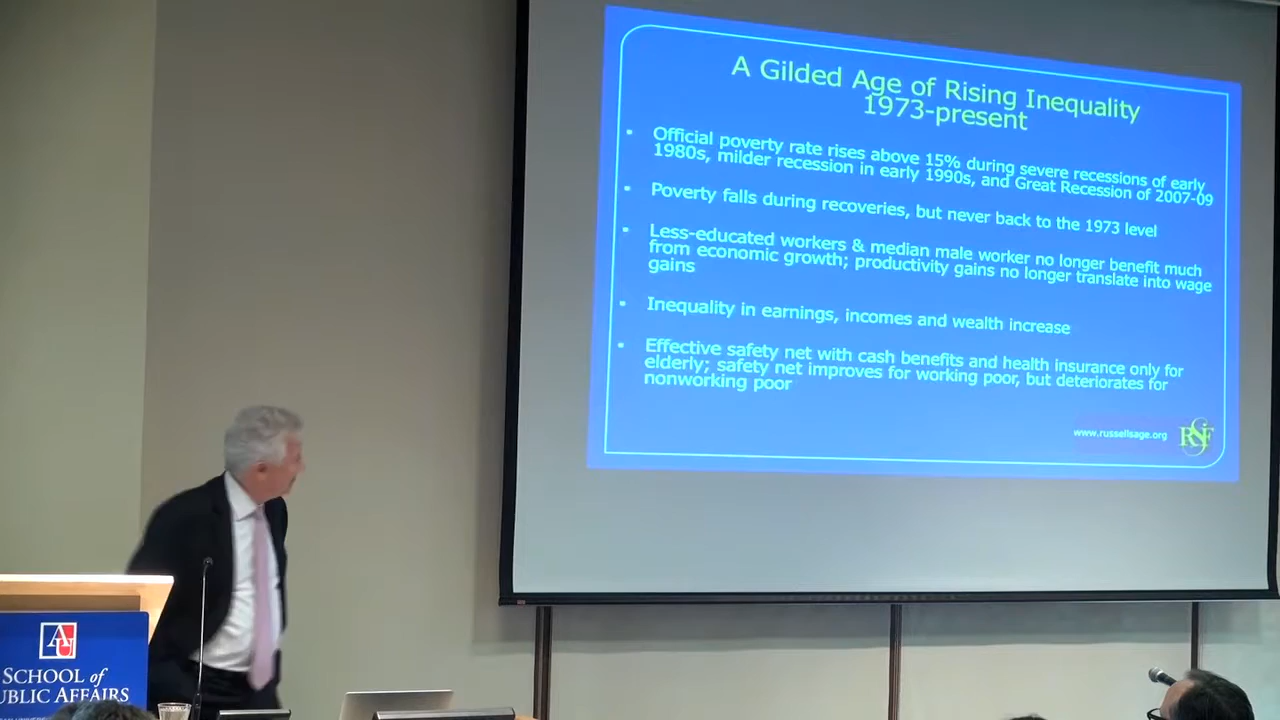 A Gilded Age of Rising Inequality
1973-present
• Official poverty rate rises above 15% during severe recessions of early
1980s, milder recession in early 1990s, and Great Recession of 2007-09
• Poverty falls during recoveries, but never back to the 1973 level
• Less-educated workers & median male worker no longer benefit much
from economic growth; productivity gains no longer translate into wage
gains
• Inequality in earnings, incomes and wealth increase
• Effective safety net with cash benefits and health insurance only for
elderly; safety net improves for working poor, but deteriorates for
nonworking poor
www.russellsage.org
RSF
AU
SCHOOL of
UBLIC AFFAIRS